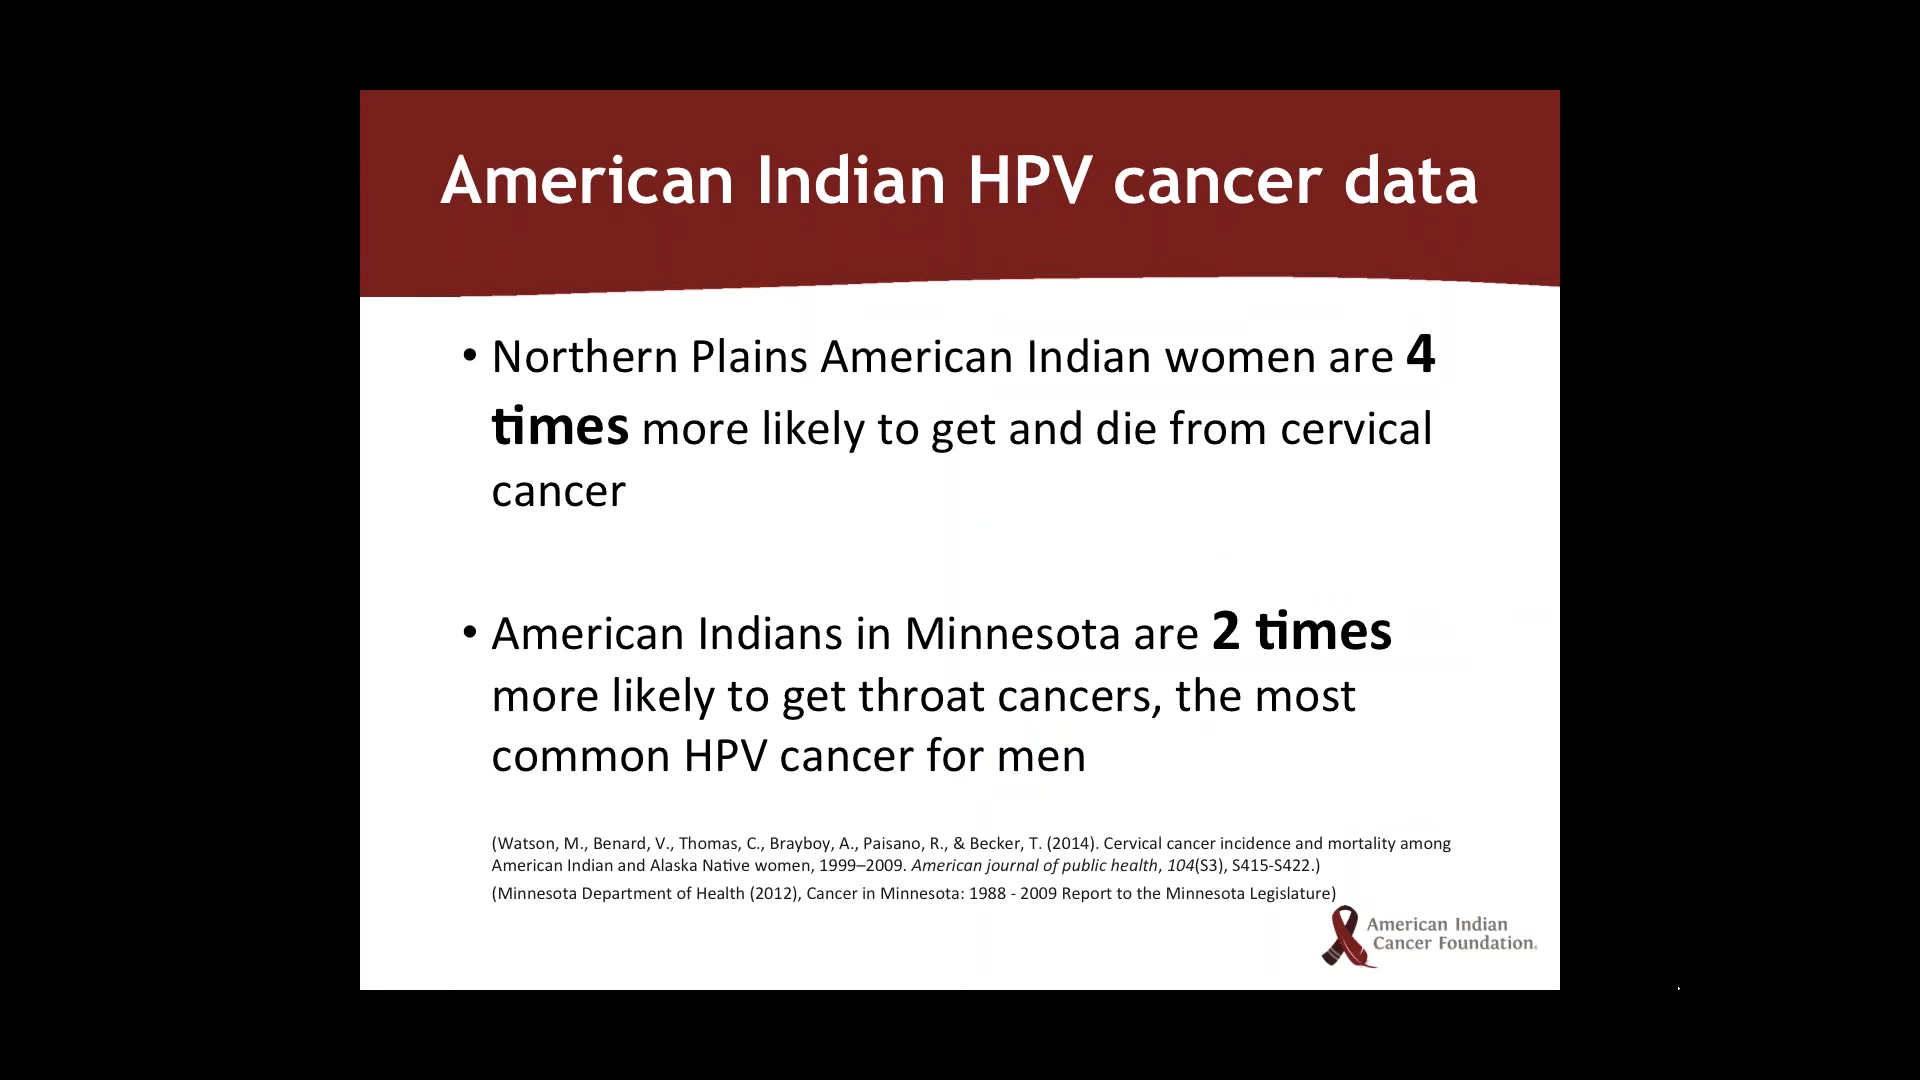 American Indian HPV cancer data
• Northern Plains American Indian women are 4
times more likely to get and die from cervical
cancer
• American Indians in Minnesota are 2 times
more likely to get throat cancers, the most
common HPV cancer for men
(Watson, M., Benard, V., Thomas, C., Brayboy, A., Paisano, R., & Becker, T. (2014). Cervical cancer incidence and mortality among
American Indian and Alaska Native women, 1999–2009. American journal of public health, 104(S3), S415-S422.)
(Minnesota Department of Health (2012), Cancer in Minnesota: 1988 - 2009 Report to the Minnesota Legislature)
American Indian
Cancer Foundation.